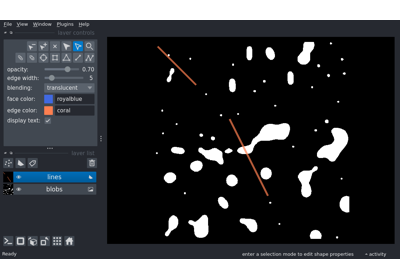 File View Window Plugins Help
layer controls
opacity: 0.70
edge width: 5
blending: translucent
face color: royalblue
edge color: coral
display text:
layer list
lines
blobs
Ready enter a selection mode to edit shape properties activity